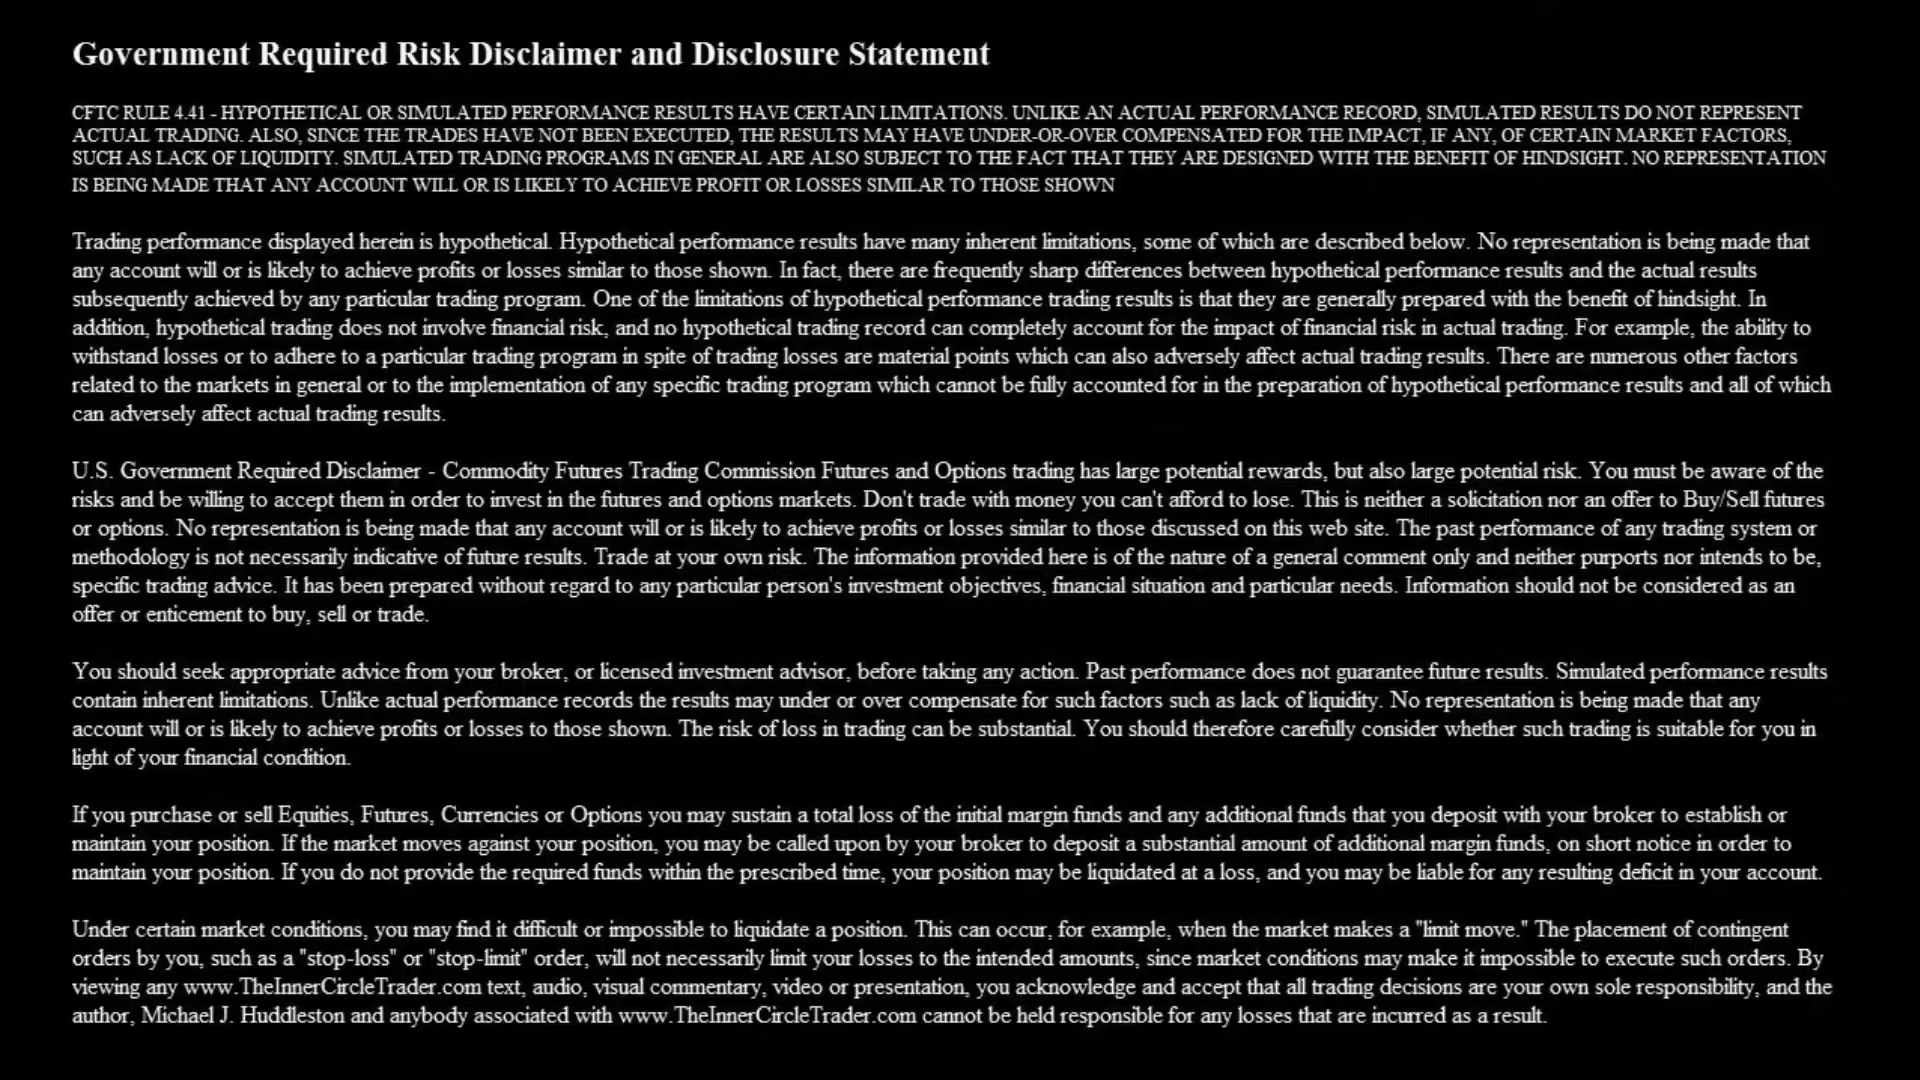 Government Required Risk Disclaimer and Disclosure Statement
CFTC RULE 4.41 - HYPOTHETICAL OR SIMULATED PERFORMANCE RESULTS HAVE CERTAIN LIMITATIONS. UNLIKE AN ACTUAL PERFORMANCE RECORD, SIMULATED RESULTS DO NOT REPRESENT
ACTUAL TRADING. ALSO, SINCE THE TRADES HAVE NOT BEEN EXECUTED, THE RESULTS MAY HAVE UNDER-OR-OVER COMPENSATED FOR THE IMPACT, IF ANY, OF CERTAIN MARKET FACTORS,
SUCH AS LACK OF LIQUIDITY. SIMULATED TRADING PROGRAMS IN GENERAL ARE ALSO SUBJECT TO THE FACT THAT THEY ARE DESIGNED WITH THE BENEFIT OF HINDSIGHT. NO REPRESENTATION
IS BEING MADE THAT ANY ACCOUNT WILL OR IS LIKELY TO ACHIEVE PROFIT OR LOSSES SIMILAR TO THOSE SHOWN
Trading performance displayed herein is hypothetical. Hypothetical performance results have many inherent limitations, some of which are described below. No representation is being made that
any account will or is likely to achieve profits or losses similar to those shown. In fact, there are frequently sharp differences between hypothetical performance results and the actual results
subsequently achieved by any particular trading program. One of the limitations of hypothetical performance trading results is that they are generally prepared with the benefit of hindsight. In
addition, hypothetical trading does not involve financial risk, and no hypothetical trading record can completely account for the impact of financial risk in actual trading. For example, the ability to
withstand losses or to adhere to a particular trading program in spite of trading losses are material points which can also adversely affect actual trading results. There are numerous other factors
related to the markets in general or to the implementation of any specific trading program which cannot be fully accounted for in the preparation of hypothetical performance results and all of which
can adversely affect actual trading results.
U.S. Government Required Disclaimer - Commodity Futures Trading Commission Futures and Options trading has large potential rewards, but also large potential risk. You must be aware of the
risks and be willing to accept them in order to invest in the futures and options markets. Don't trade with money you can't afford to lose. This is neither a solicitation nor an offer to Buy/Sell futures
or options. No representation is being made that any account will or is likely to achieve profits or losses similar to those discussed on this web site. The past performance of any trading system or
methodology is not necessarily indicative of future results. Trade at your own risk. The information provided here is of the nature of a general comment only and neither purports nor intends to be,
specific trading advice. It has been prepared without regard to any particular person's investment objectives, financial situation and particular needs. Information should not be considered as an
offer or enticement to buy, sell or trade.
You should seek appropriate advice from your broker, or licensed investment advisor, before taking any action. Past performance does not guarantee future results. Simulated performance results
contain inherent limitations. Unlike actual performance records the results may under or over compensate for such factors such as lack of liquidity. No representation is being made that any
account will or is likely to achieve profits or losses to those shown. The risk of loss in trading can be substantial. You should therefore carefully consider whether such trading is suitable for you in
light of your financial condition.
If you purchase or sell Equities, Futures, Currencies or Options you may sustain a total loss of the initial margin funds and any additional funds that you deposit with your broker to establish or
maintain your position. If the market moves against your position, you may be called upon by your broker to deposit a substantial amount of additional margin funds, on short notice in order to
maintain your position. If you do not provide the required funds within the prescribed time, your position may be liquidated at a loss, and you may be liable for any resulting deficit in your account.
Under certain market conditions, you may find it difficult or impossible to liquidate a position. This can occur, for example, when the market makes a "limit move." The placement of contingent
orders by you, such as a "stop-loss" or "stop-limit" order, will not necessarily limit your losses to the intended amounts, since market conditions may make it impossible to execute such orders. By
viewing any www.TheInnerCircleTrader.com text, audio, visual commentary, video or presentation, you acknowledge and accept that all trading decisions are your own sole responsibility, and the
author, Michael J. Huddleston and anybody associated with www.TheInnerCircleTrader.com cannot be held responsible for any losses that are incurred as a result.